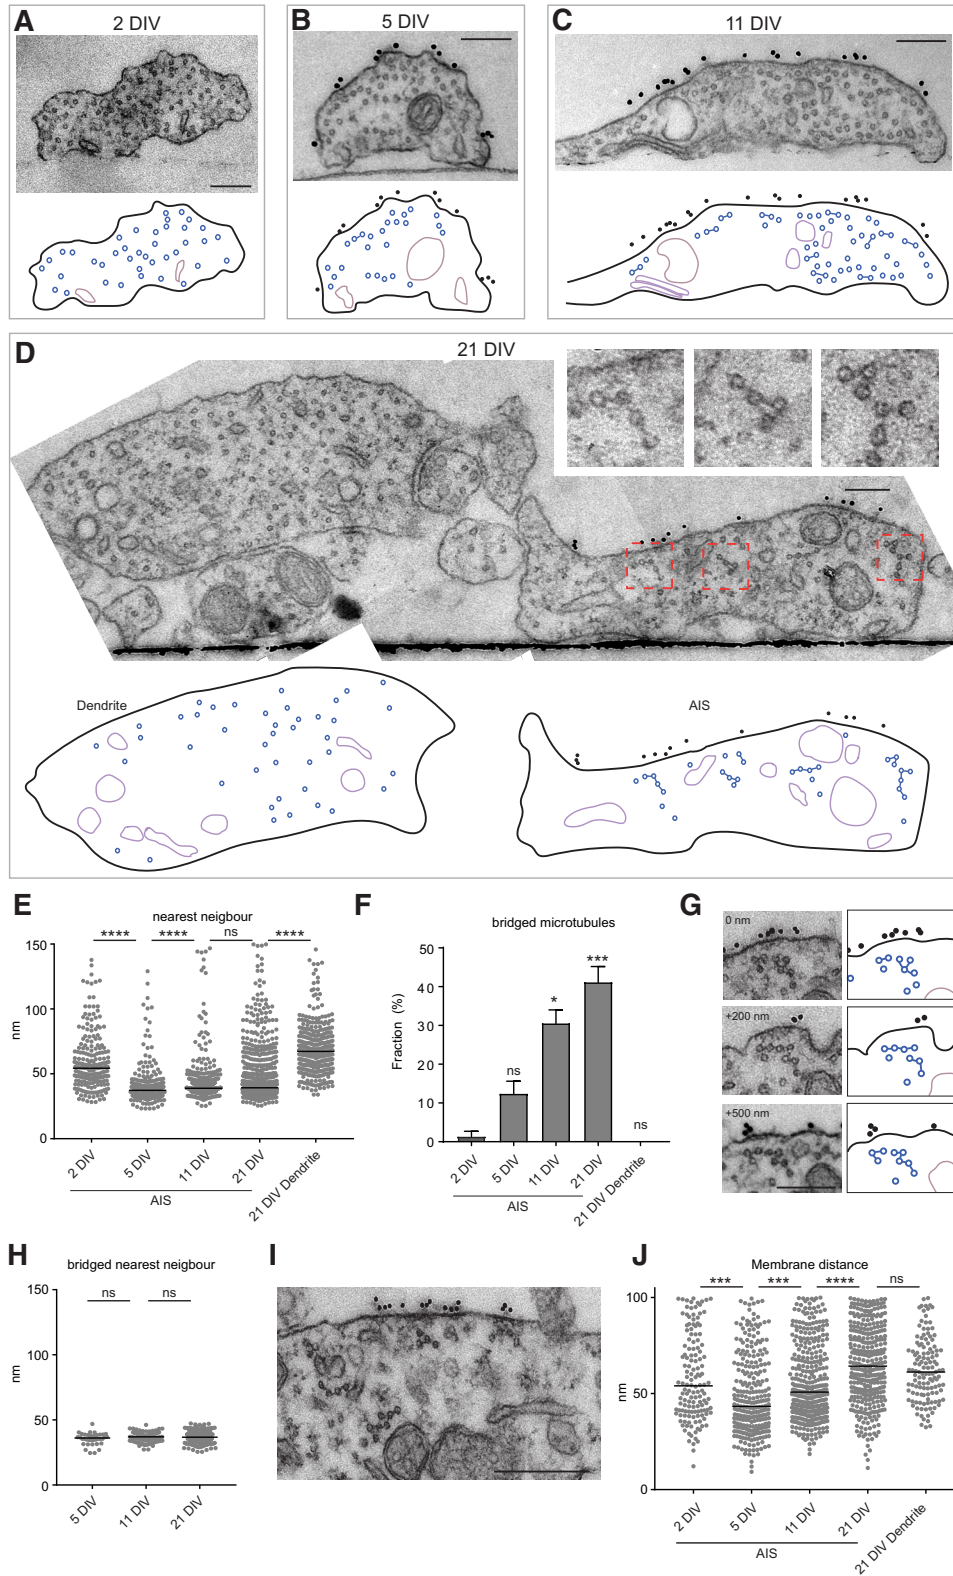 A
2 DIV
B
5 DIV
C
11 DIV
D
21 DIV
Dendrite
AIS
E
nearest neigbour
**** **** ns ****
nm
150
100
50
0
2 DIV
5 DIV
11 DIV
21 DIV
21 DIV Dendrite
AIS
F
bridged microtubules
Fraction (%)
50
40
30
20
10
0
ns
*
***
ns
2 DIV
5 DIV
11 DIV
21 DIV
21 DIV Dendrite
AIS
G
0 nm
+200 nm
+500 nm
H
bridged nearest neigbour
ns ns
nm
150
100
50
0
5 DIV
11 DIV
21 DIV
I
J
Membrane distance
*** *** **** ns
nm
100
50
0
2 DIV
5 DIV
11 DIV
21 DIV
21 DIV Dendrite
AIS